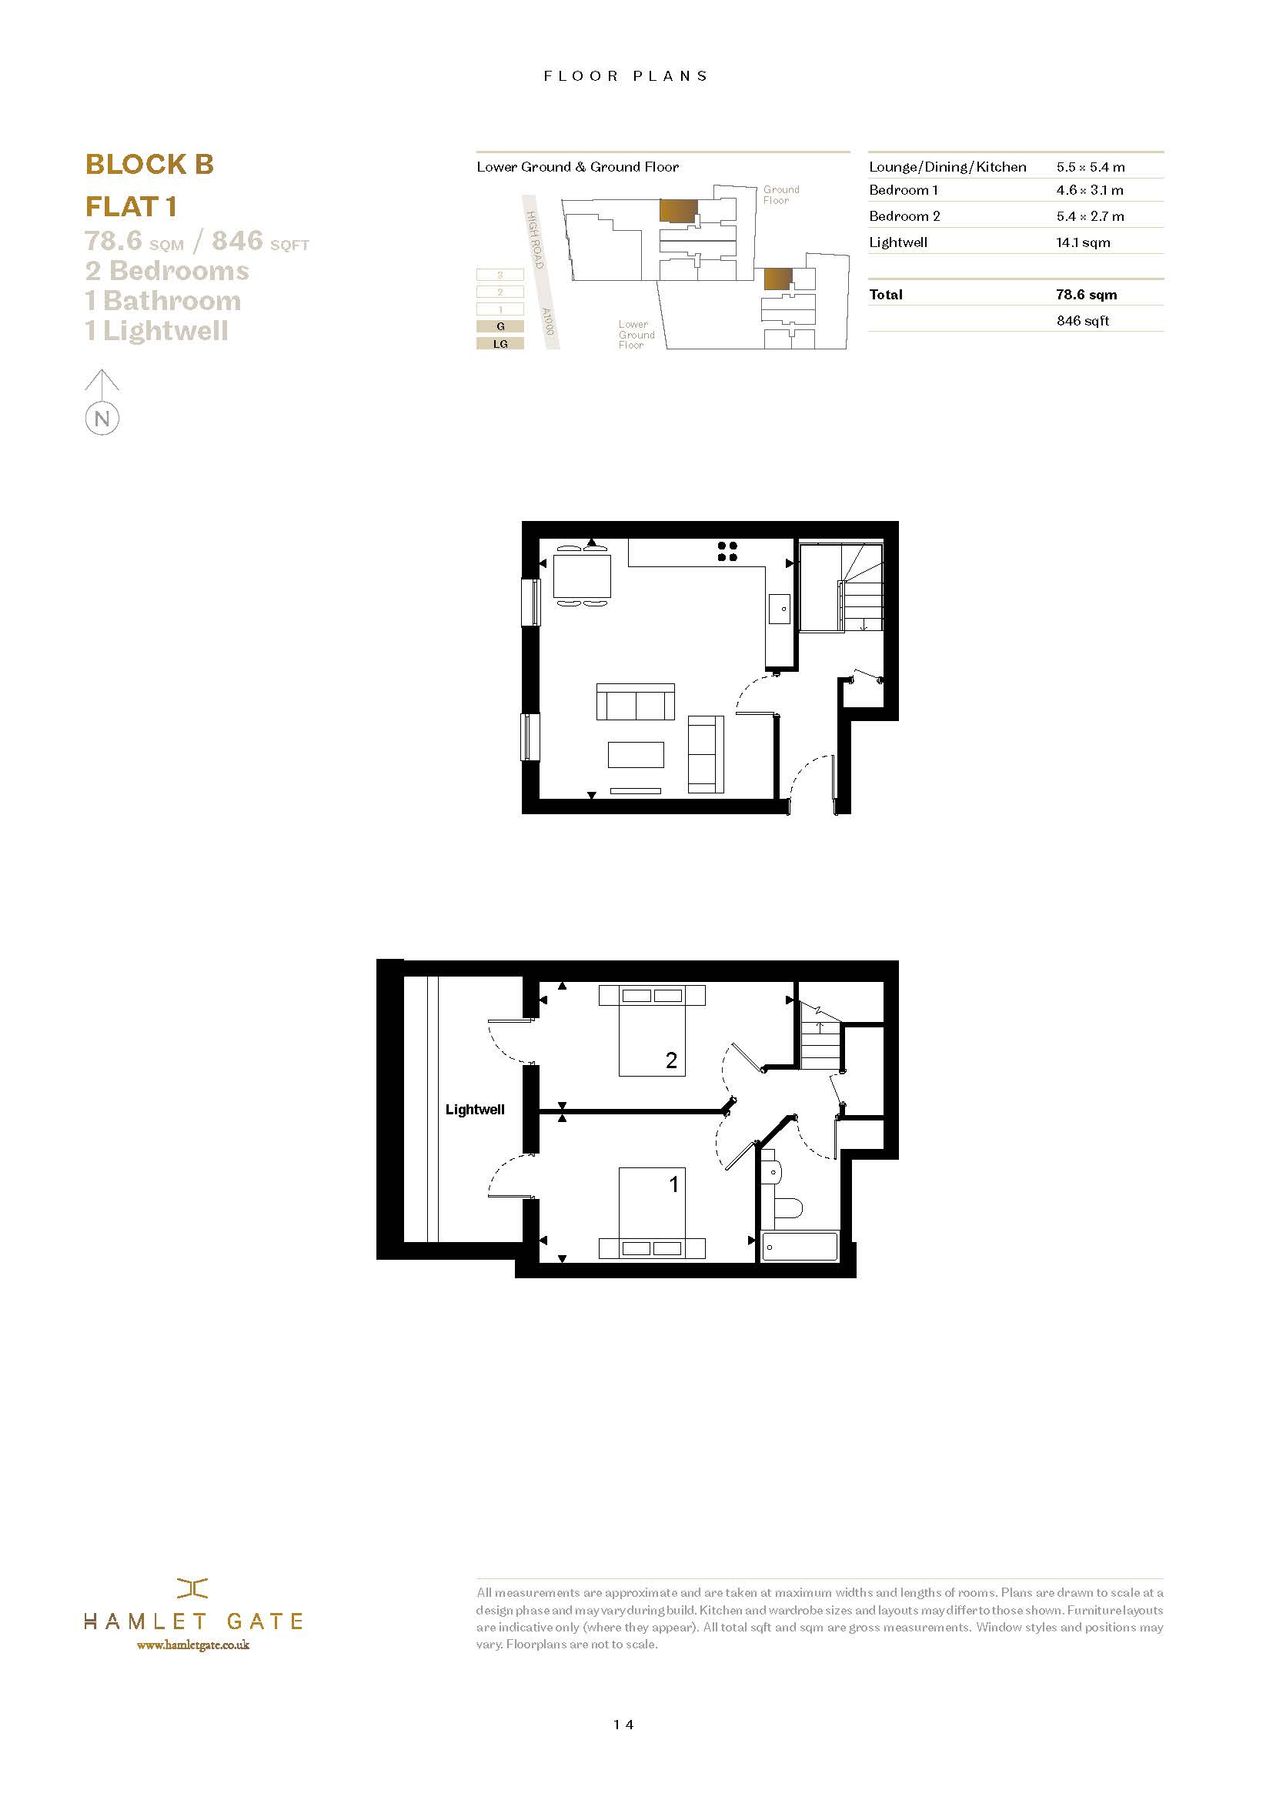 FLOOR PLANS
BLOCK B
FLAT 1
78.6 SQM / 846 SQFT
2 Bedrooms
1 Bathroom
1 Lightwell
N
Lower Ground & Ground Floor
Ground
Floor
HIGH ROAD
A1000
3
2
1
G
LG
Lower
Ground
Floor
Lounge/Dining/Kitchen 5.5 × 5.4 m
Bedroom 1 4.6 × 3.1 m
Bedroom 2 5.4 × 2.7 m
Lightwell 14.1 sqm
Total 78.6 sqm
846 sqft
2
Lightwell
1
HAMLET GATE
www.hamletgate.co.uk
All measurements are approximate and are taken at maximum widths and lengths of rooms. Plans are drawn to scale at a
design phase and may vary during build. Kitchen and wardrobe sizes and layouts may differ to those shown. Furniture layouts
are indicative only (where they appear). All total sqft and sqm are gross measurements. Window styles and positions may
vary. Floorplans are not to scale.
14